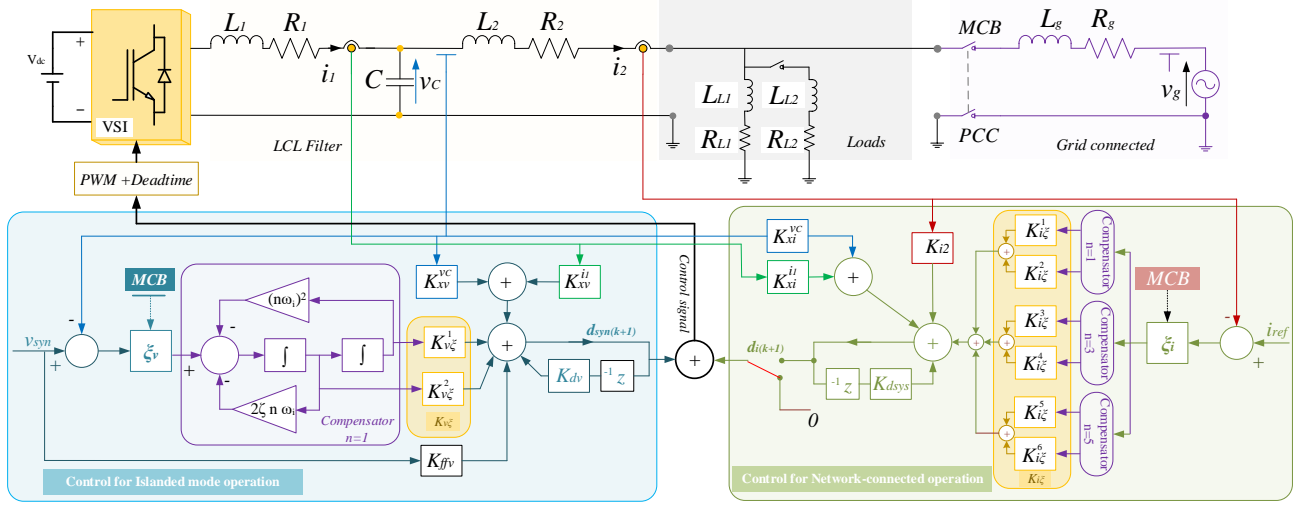 L1 R1 L2 R2 MCB Lg Rg
Vdc + − i1 C vC i2 LL1 LL2 vg
VSI RL1 RL2 PCC
LCL Filter Loads Grid connected
PWM +Deadtime
MCB
Kxv^vc Kxv^i1
Kxi^vc Kxi^i1
Ki2
Kiξ^1
Kiξ^2
Kiξ^3
Kiξ^4
Kiξ^5
Kiξ^6
Kiξ
Compensator
n=1
Compensator
n=3
Compensator
n=5
MCB
ξi
iref
-
+
vsyn
-
+
ξv
(nωi)²
-
+
-
∫ ∫
2ζ n ωi
Compensator
n=1
Kvξ^1
Kvξ^2
Kvξ
Kffv
+
+
dsyn(k+1)
Kdv
-1 z
Control signal
+
di(k+1)
0
-1 z
Kdsys
+
+
+
+
+
+
Control for Islanded mode operation
Control for Network-connected operation